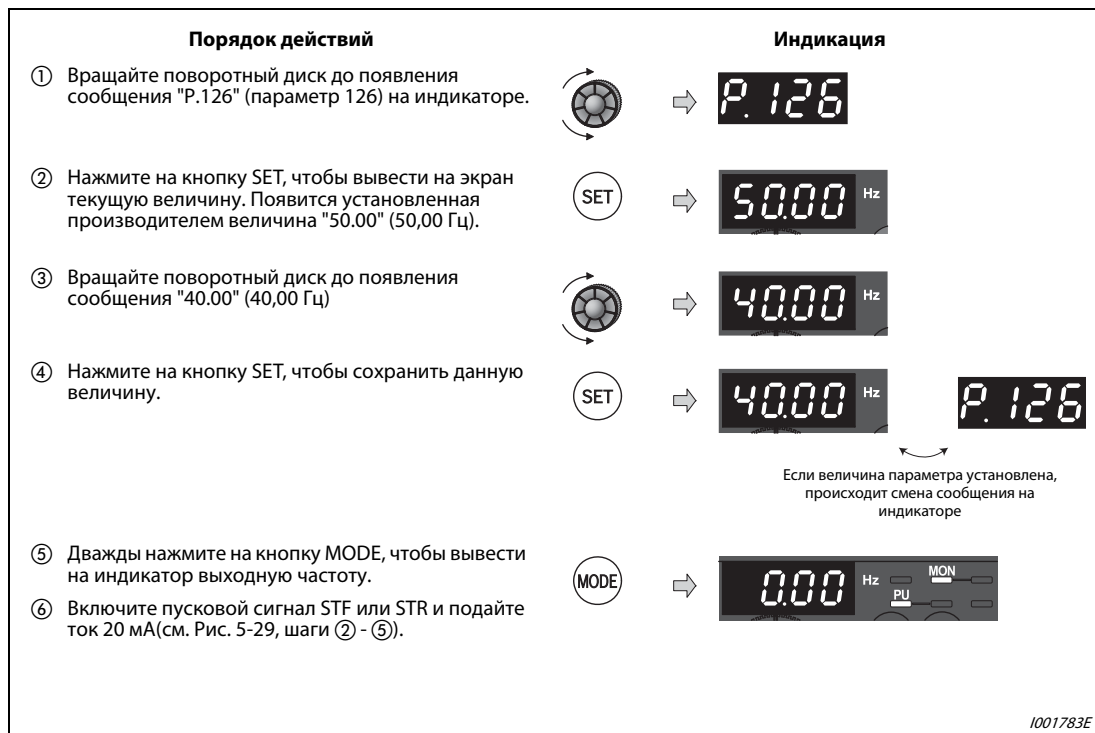 Порядок действий
Индикация
① Вращайте поворотный диск до появления
сообщения "P.126" (параметр 126) на индикаторе.
P. 126
② Нажмите на кнопку SET, чтобы вывести на экран
текущую величину. Появится установленная
производителем величина "50.00" (50,00 Гц).
SET
50.00 Hz
③ Вращайте поворотный диск до появления
сообщения "40.00" (40,00 Гц)
40.00 Hz
④ Нажмите на кнопку SET, чтобы сохранить данную
величину.
SET
40.00 Hz
P. 126
Если величина параметра установлена,
происходит смена сообщения на
индикаторе
⑤ Дважды нажмите на кнопку MODE, чтобы вывести
на индикатор выходную частоту.
MODE
0.00 Hz
MON
PU
⑥ Включите пусковой сигнал STF или STR и подайте
ток 20 мА(см. Рис. 5-29, шаги ② - ⑤).
I001783E